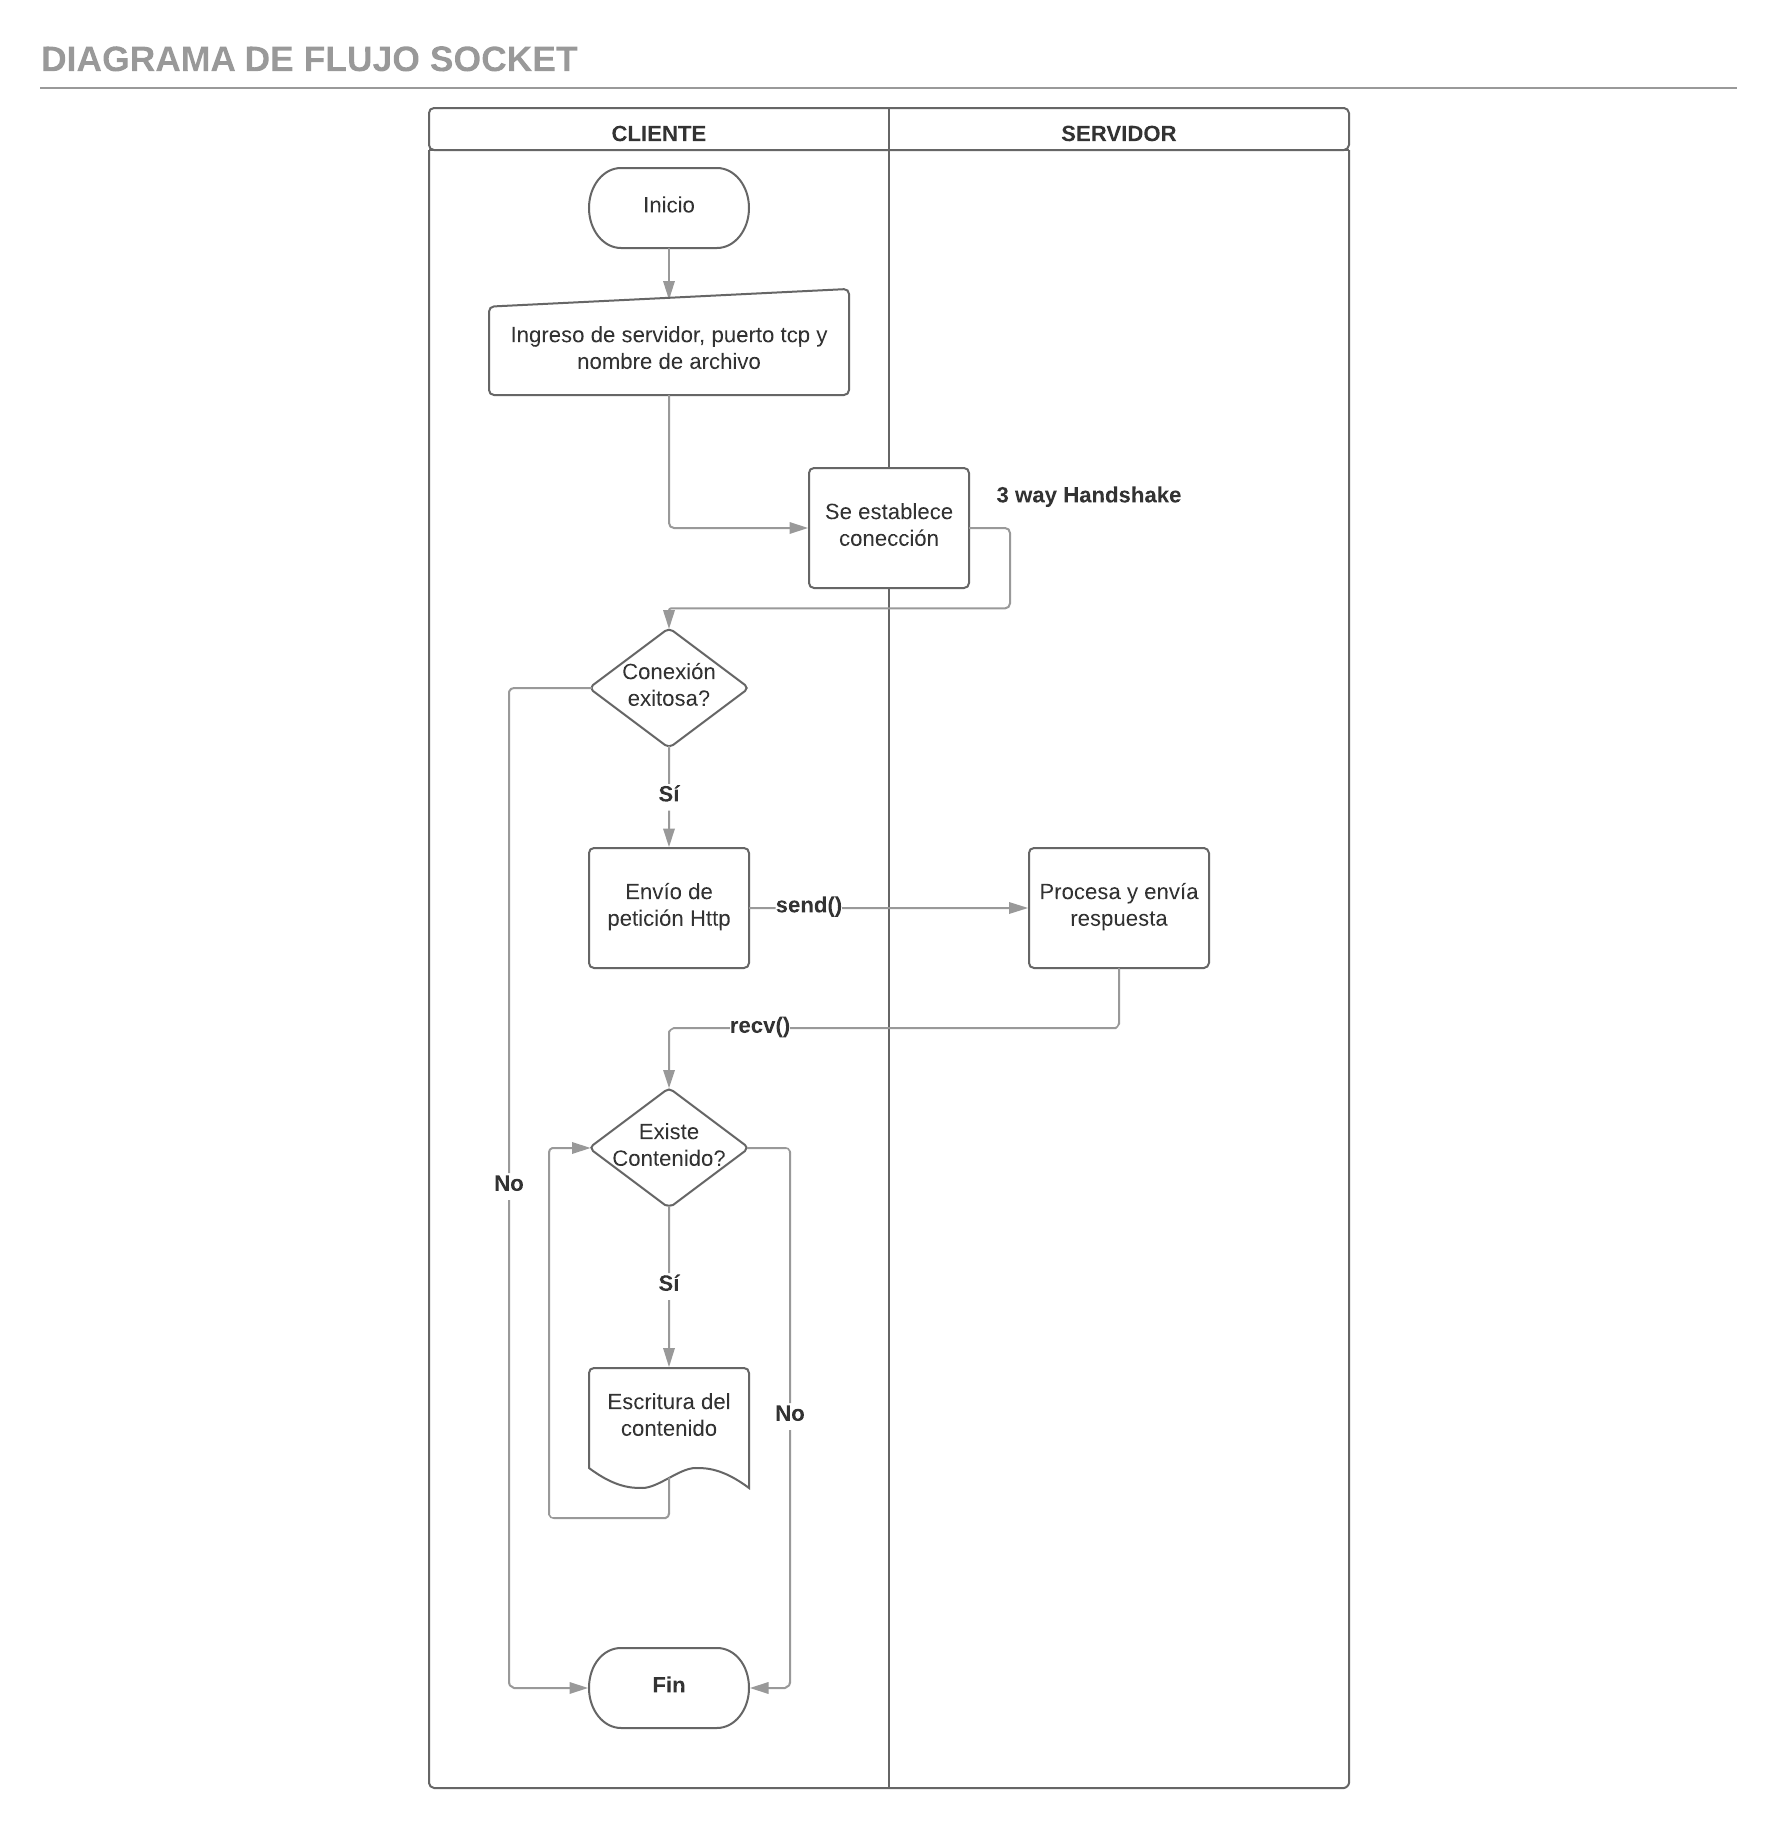 DIAGRAMA DE FLUJO SOCKET
CLIENTE
SERVIDOR
Inicio
Ingreso de servidor, puerto tcp y
nombre de archivo
Se establece
conección
3 way Handshake
Conexión
exitosa?
Sí
Envío de
petición Http
send()
Procesa y envía
respuesta
recv()
Existe
Contenido?
No
Sí
Escritura del
contenido
No
Fin